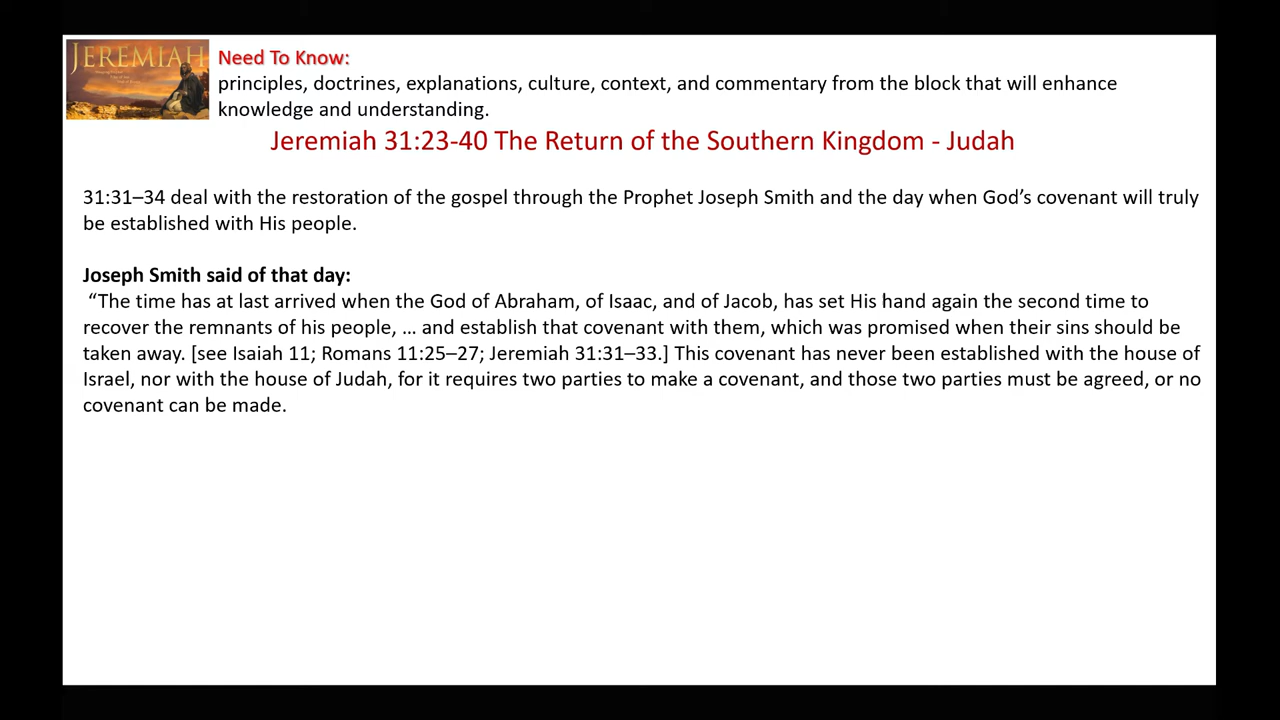 JEREMIAH
Need To Know:
principles, doctrines, explanations, culture, context, and commentary from the block that will enhance
knowledge and understanding.
Jeremiah 31:23-40 The Return of the Southern Kingdom - Judah
31:31–34 deal with the restoration of the gospel through the Prophet Joseph Smith and the day when God’s covenant will truly
be established with His people.
Joseph Smith said of that day:
“The time has at last arrived when the God of Abraham, of Isaac, and of Jacob, has set His hand again the second time to
recover the remnants of his people, … and establish that covenant with them, which was promised when their sins should be
taken away. [see Isaiah 11; Romans 11:25–27; Jeremiah 31:31–33.] This covenant has never been established with the house of
Israel, nor with the house of Judah, for it requires two parties to make a covenant, and those two parties must be agreed, or no
covenant can be made.